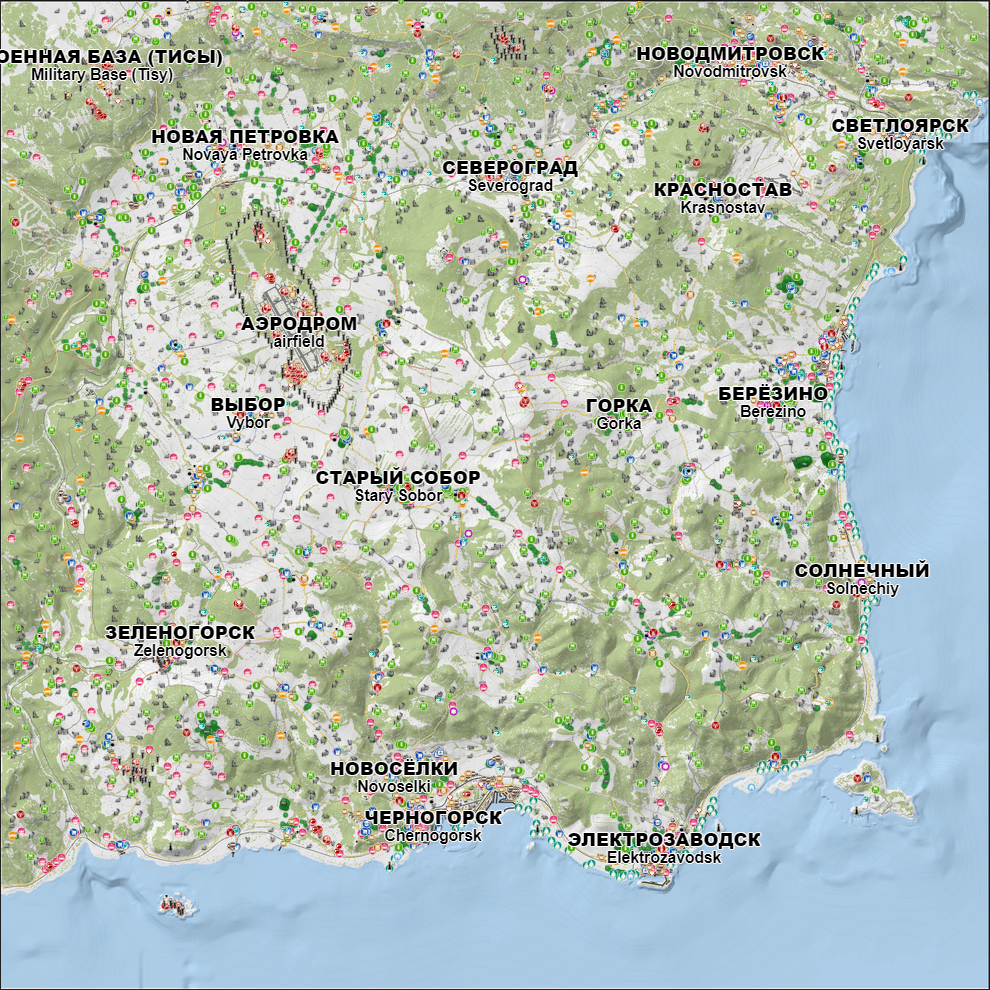 НОВОДМИТРОВСК
Novodmitrovsk
ОЕННАЯ БАЗА (ТИСЫ)
Military Base (Tisy)
СВЕТЛОЯРСК
Svetloyarsk
НОВАЯ ПЕТРОВКА
Novaya Petrovka
СЕВЕРОГРАД
Severograd
КРАСНОСТАВ
Krasnostav
АЭРОДРОМ
airfield
БЕРЁЗИНО
Berezino
ВЫБОР
Vybor
ГОРКА
Gorka
СТАРЫЙ СОБОР
Stary Sobor
СОЛНЕЧНЫЙ
Solnechiy
ЗЕЛЕНОГОРСК
Zelenogorsk
НОВОСЁЛКИ
Novoselki
ЧЕРНОГОРСК
Chernogorsk
ЭЛЕКТРОЗАВОДСК
Elektrozavodsk